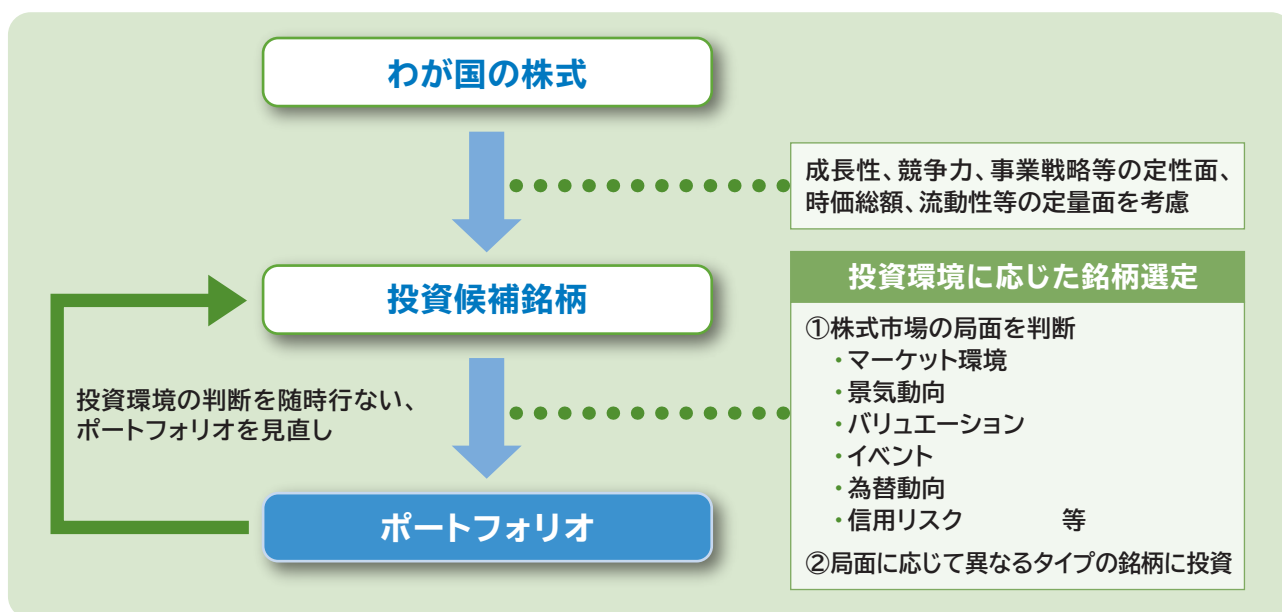 わが国の株式
成長性、競争力、事業戦略等の定性面、
時価総額、流動性等の定量面を考慮
投資候補銘柄
投資環境に応じた銘柄選定
①株式市場の局面を判断
・マーケット環境
・景気動向
・バリュエーション
・イベント
・為替動向
・信用リスク 等
②局面に応じて異なるタイプの銘柄に投資
投資環境の判断を随時行ない、
ポートフォリオを見直し
ポートフォリオ